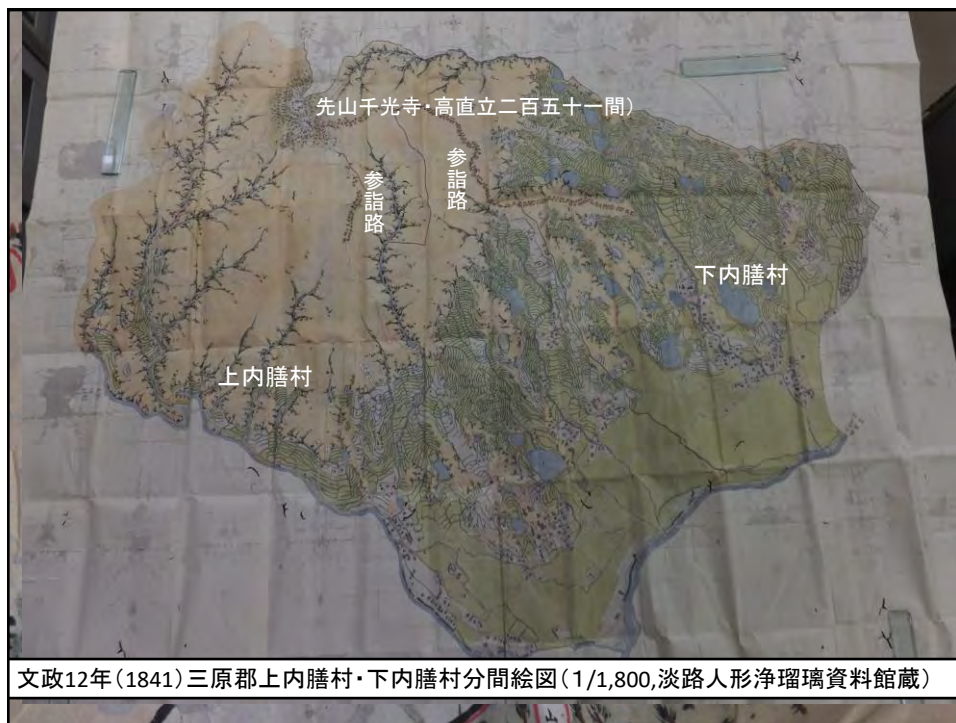 先山千光寺・高直立二百五十一間）
参詣路
参詣路
下内膳村
上内膳村
文政12年（1841）三原郡上内膳村・下内膳村分間絵図（1/1,800,淡路人形浄瑠璃資料館蔵）
山